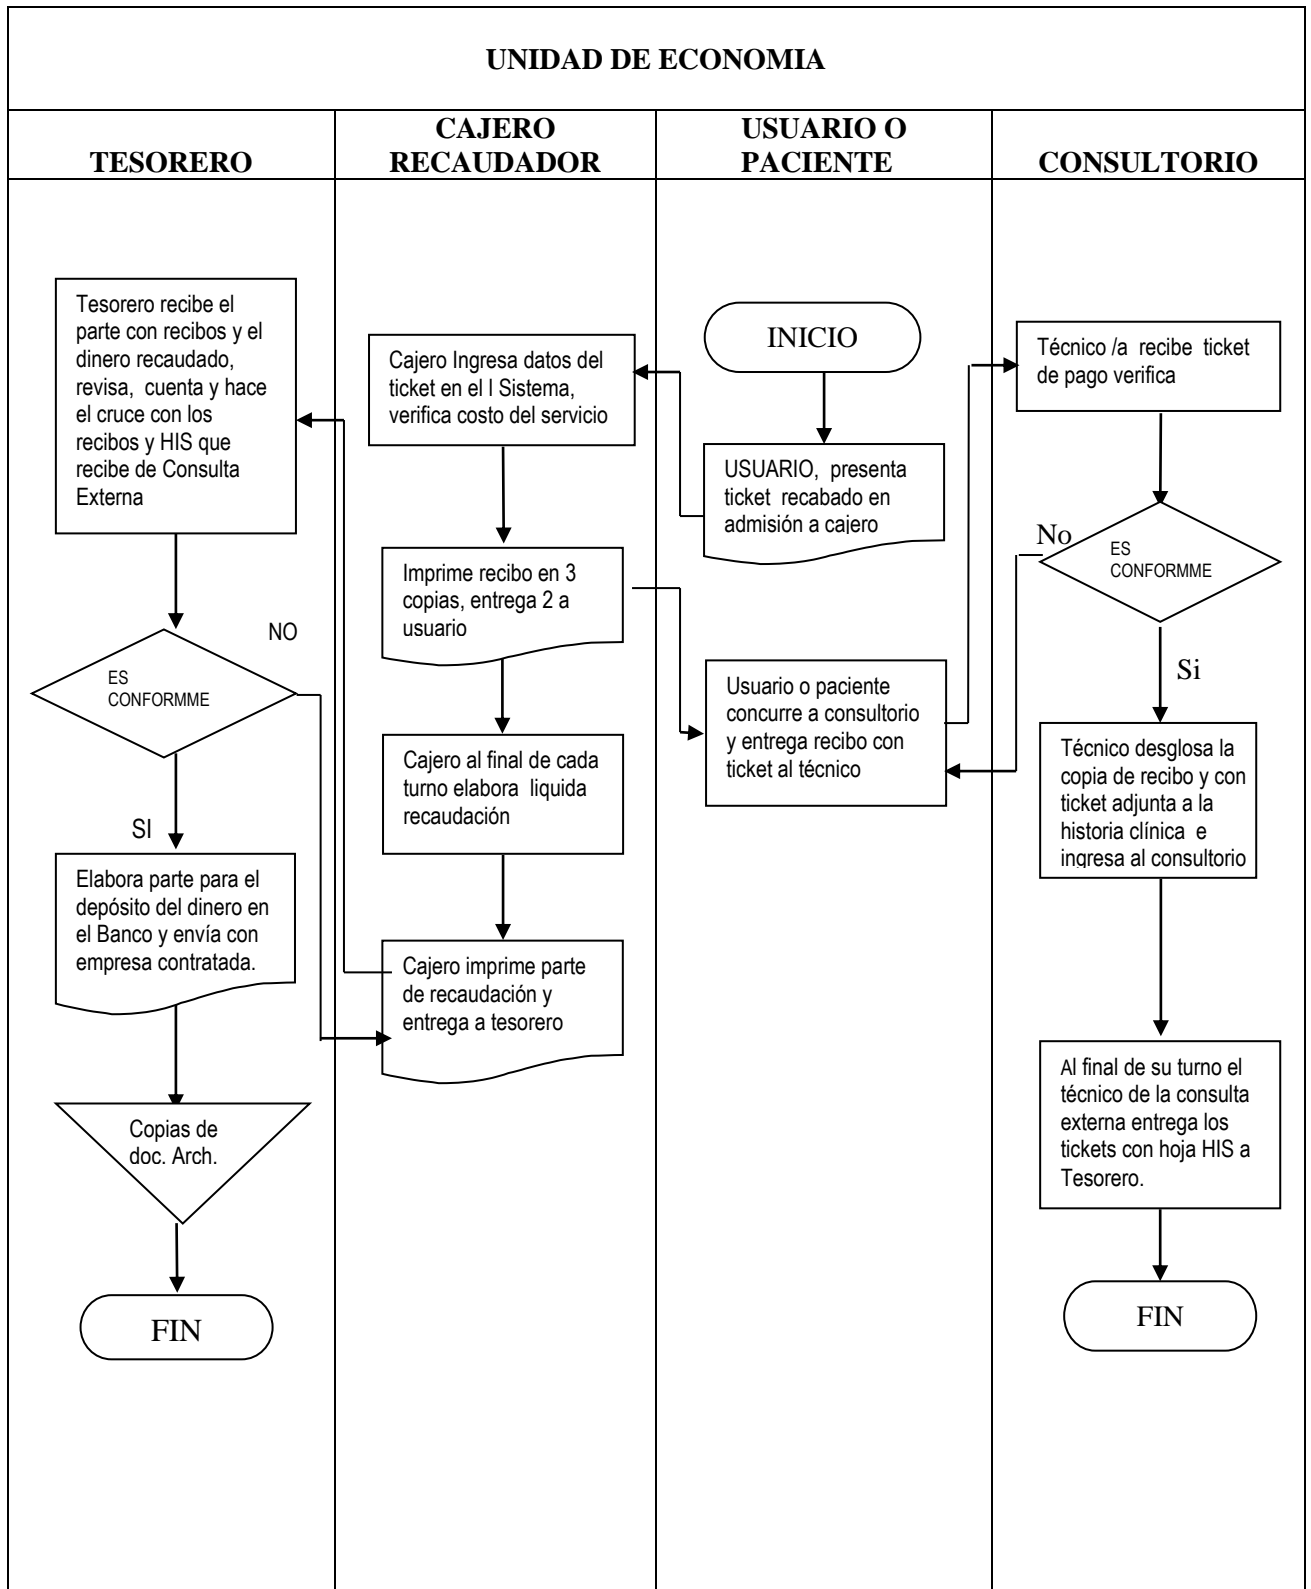 UNIDAD DE ECONOMIA
TESORERO
CAJERO
RECAUDADOR
USUARIO O
PACIENTE
CONSULTORIO
Tesorero recibe el
parte con recibos y el
dinero recaudado,
revisa, cuenta y hace
el cruce con los
recibos y HIS que
recibe de Consulta
Externa
ES
CONFORMME
NO
SI
Elabora parte para el
depósito del dinero en
el Banco y envía con
empresa contratada.
Copias de
doc. Arch.
FIN
Cajero Ingresa datos del
ticket en el I Sistema,
verifica costo del servicio
Imprime recibo en 3
copias, entrega 2 a
usuario
Cajero al final de cada
turno elabora liquida
recaudación
Cajero imprime parte
de recaudación y
entrega a tesorero
INICIO
USUARIO, presenta
ticket recabado en
admisión a cajero
Usuario o paciente
concurre a consultorio
y entrega recibo con
ticket al técnico
Técnico /a recibe ticket
de pago verifica
No
ES
CONFORMME
Si
Técnico desglosa la
copia de recibo y con
ticket adjunta a la
historia clínica e
ingresa al consultorio
Al final de su turno el
técnico de la consulta
externa entrega los
tickets con hoja HIS a
Tesorero.
FIN